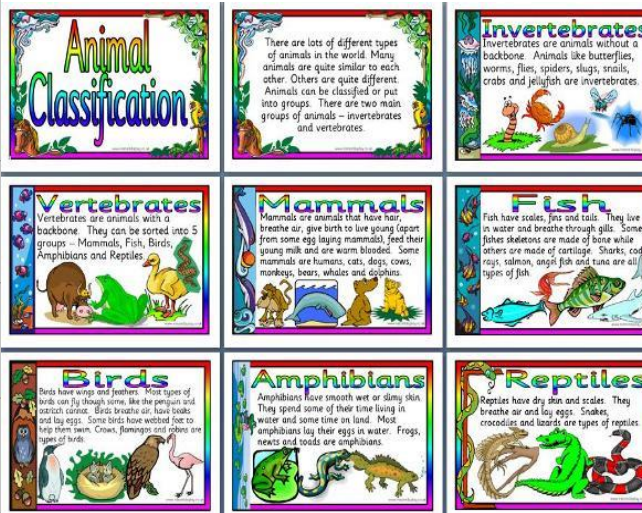 Animal
Classification
There are lots of different types
of animals in the world. Many
animals are quite similar to each
other. Others are quite different.
Animals can be classified or put
into groups. There are two main
groups of animals – invertebrates
and vertebrates.
Invertebrates
Invertebrates are animals without a
backbone. Animals like butterflies,
worms, flies, spiders, slugs, snails,
crabs and jellyfish are invertebrates.
Vertebrates
Vertebrates are animals with a
backbone. They can be sorted into 5
groups – Mammals, Fish, Birds,
Amphibians and Reptiles.
Mammals
Mammals are animals that have hair,
breathe air, give birth to live young (apart
from some egg laying mammals), feed their
young milk and are warm blooded. Some
mammals are humans, cats, dogs, cows,
monkeys, bears, whales and dolphins.
Fish
Fish have scales, fins and tails. They live
in water and breathe through gills. Some
fishes skeletons are made of bone while
others are made of cartilage. Sharks, cod,
rays, salmon, angel fish and tuna are all
types of fish.
Birds
Birds have wings and feathers. Most types of
birds can fly though some, like the penguin and
ostrich cannot. Birds breathe air, have beaks
and lay eggs. Some birds have webbed feet to
help them swim. Crows, flamingos and robins are
types of birds.
Amphibians
Amphibians have smooth wet or slimy skin.
They spend some of their time living in
water and some time on land. Most
amphibians lay their eggs in water. Frogs,
newts and toads are amphibians.
Reptiles
Reptiles have dry skin and scales. They
breathe air and lay eggs. Snakes,
crocodiles and lizards are types of reptiles.